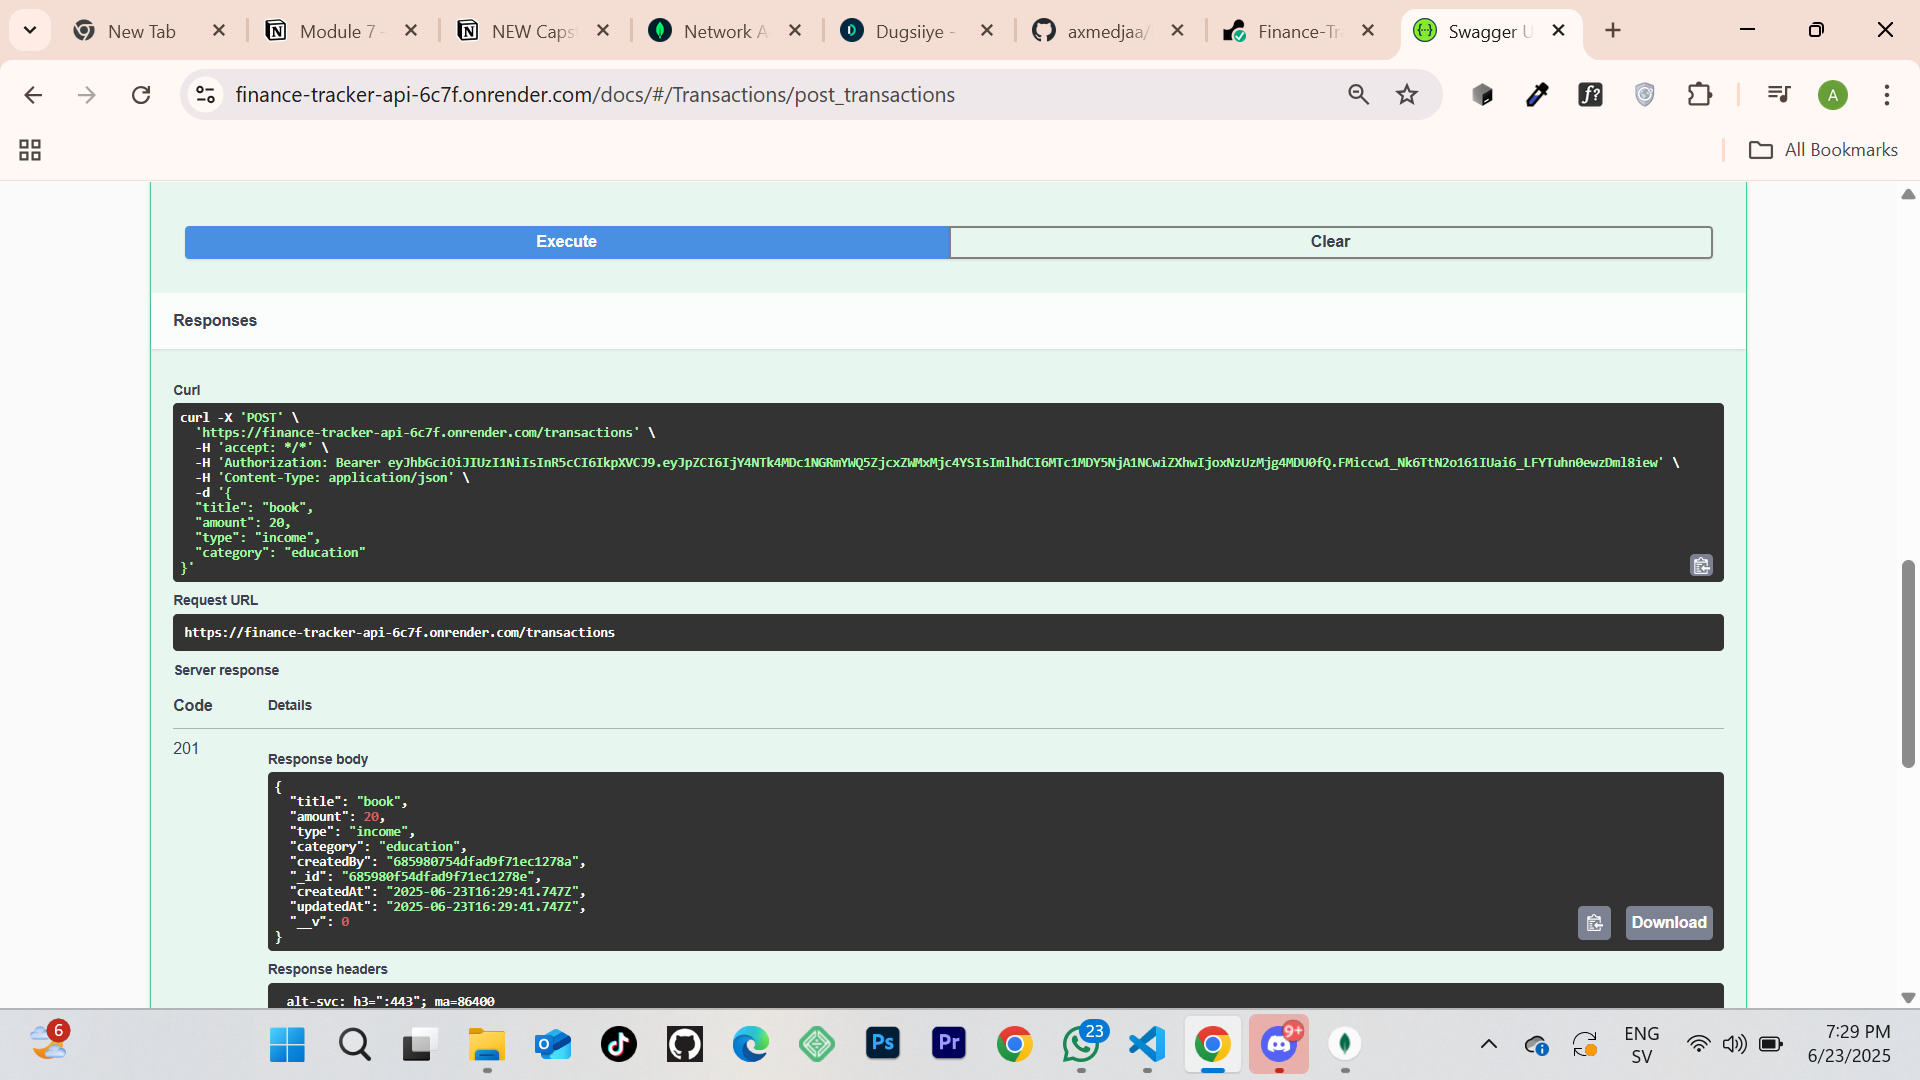 New Tab
Module 7 -
NEW Caps
Network A
Dugsiiye -
axmedjaa/
Finance-Tr
Swagger U
finance-tracker-api-6c7f.onrender.com/docs/#/Transactions/post_transactions
f?
A
All Bookmarks
Execute
Clear
Responses
Curl
curl -X 'POST' \
'https://finance-tracker-api-6c7f.onrender.com/transactions' \
-H 'accept: */*' \
-H 'Authorization: Bearer eyJhbGciOiJIUzI1NiIsInR5cCI6IkpXVCJ9.eyJpZCI6IjY4NTk4MDc1NGRmYWQ5ZjcxZWMxMjc4YSIsImlhdCI6MTc1MDY5NjA1NCwiZXhwIjoxNzUzMjg4MDU0fQ.FMiccw1_Nk6TtN2o161IUai6_LFYTuhn0ewzDml8iew' \
-H 'Content-Type: application/json' \
-d '{
"title": "book",
"amount": 20,
"type": "income",
"category": "education"
}'
Request URL
https://finance-tracker-api-6c7f.onrender.com/transactions
Server response
Code
Details
201
Response body
{
"title": "book",
"amount": 20,
"type": "income",
"category": "education",
"createdBy": "685980754dfad9f71ec1278a",
"_id": "685980f54dfad9f71ec1278e",
"createdAt": "2025-06-23T16:29:41.747Z",
"updatedAt": "2025-06-23T16:29:41.747Z",
"__v": 0
}
Download
Response headers
alt-svc: h3=":443"; ma=86400
6
Ps
Pr
23
9+
ENG
SV
7:29 PM
6/23/2025